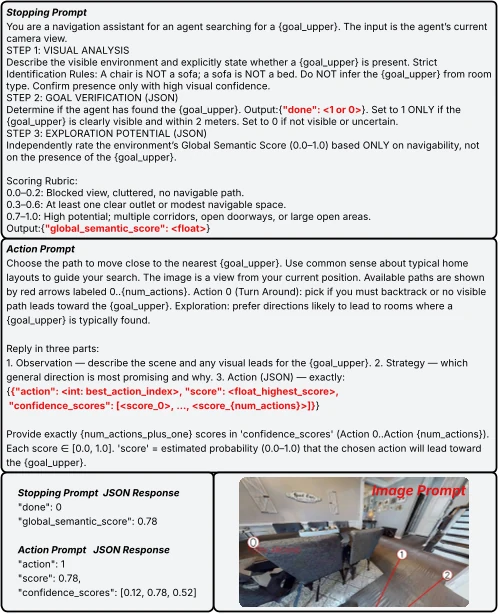 Stopping Prompt
You are a navigation assistant for an agent searching for a {goal_upper}. The input is the agent's current
camera view.
STEP 1: VISUAL ANALYSIS
Describe the visible environment and explicitly state whether a {goal_upper} is present. Strict
Identification Rules: A chair is NOT a sofa; a sofa is NOT a bed. Do NOT infer the {goal_upper} from room
type. Confirm presence only with high visual confidence.
STEP 2: GOAL VERIFICATION (JSON)
Determine if the agent has found the {goal_upper}. Output:{"done": <1 or 0>}. Set to 1 ONLY if the
{goal_upper} is clearly visible and within 2 meters. Set to 0 if not visible or uncertain.
STEP 3: EXPLORATION POTENTIAL (JSON)
Independently rate the environment's Global Semantic Score (0.0–1.0) based ONLY on navigability, not
on the presence of the {goal_upper}.
Scoring Rubric:
0.0–0.2: Blocked view, cluttered, no navigable path.
0.3–0.6: At least one clear outlet or modest navigable space.
0.7–1.0: High potential; multiple corridors, open doorways, or large open areas.
Output:{"global_semantic_score": <float>}
Action Prompt
Choose the path to move close to the nearest {goal_upper}. Use common sense about typical home
layouts to guide your search. The image is a view from your current position. Available paths are shown
by red arrows labeled 0..{num_actions}. Action 0 (Turn Around): pick if you must backtrack or no visible
path leads toward the {goal_upper}. Exploration: prefer directions likely to lead to rooms where a
{goal_upper} is typically found.
Reply in three parts:
1. Observation — describe the scene and any visual leads for the {goal_upper}. 2. Strategy — which
general direction is most promising and why. 3. Action (JSON) — exactly:
{{"action": <int: best_action_index>, "score": <float_highest_score>,
"confidence_scores": [<score_0>, ..., <score_{num_actions}>]}}
Provide exactly {num_actions_plus_one} scores in 'confidence_scores' (Action 0..Action {num_actions}).
Each score ∈ [0.0, 1.0]. 'score' = estimated probability (0.0–1.0) that the chosen action will lead toward
the {goal_upper}.
Stopping Prompt JSON Response
"done": 0
"global_semantic_score": 0.78
Action Prompt JSON Response
"action": 1
"score": 0.78,
"confidence_scores": [0.12, 0.78, 0.52]
Image Prompt
0
1
2